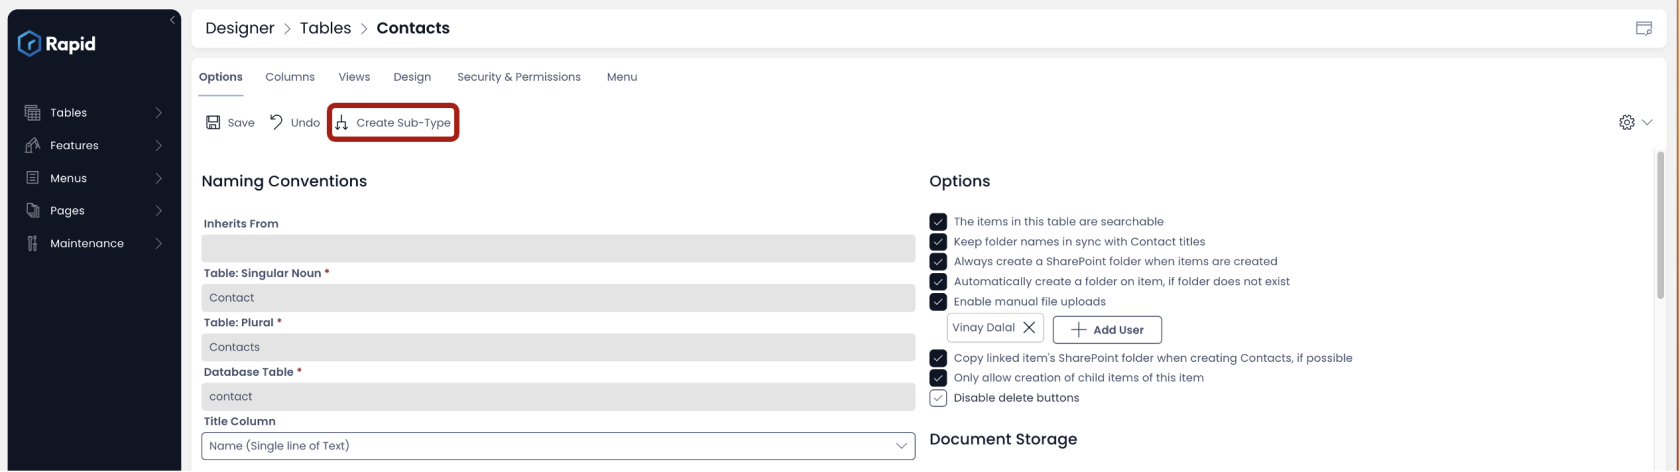 Rapid
Tables
Features
Menus
Pages
Maintenance
Designer > Tables > Contacts
Options Columns Views Design Security & Permissions Menu
Save Undo Create Sub-Type
Naming Conventions
Inherits From
Table: Singular Noun *
Contact
Table: Plural *
Contacts
Database Table *
contact
Title Column
Name (Single line of Text)
Options
The items in this table are searchable
Keep folder names in sync with Contact titles
Always create a SharePoint folder when items are created
Automatically create a folder on item, if folder does not exist
Enable manual file uploads
Vinay Dalal Add User
Copy linked item's SharePoint folder when creating Contacts, if possible
Only allow creation of child items of this item
Disable delete buttons
Document Storage